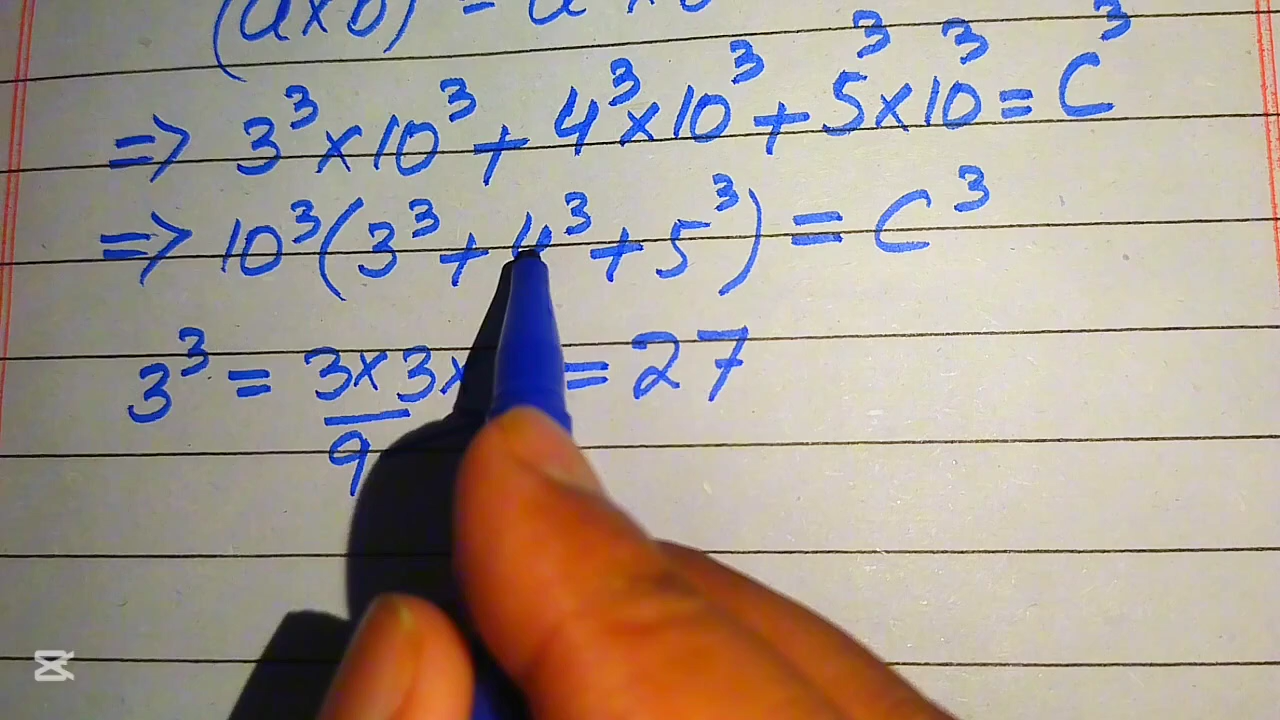 (a×b) = a × b
=> 3³×10³ + 4³×10³ + 5³×10³ = C³
=> 10³(3³ + 4³ + 5³) = C³
3³ = 3×3× = 27
9